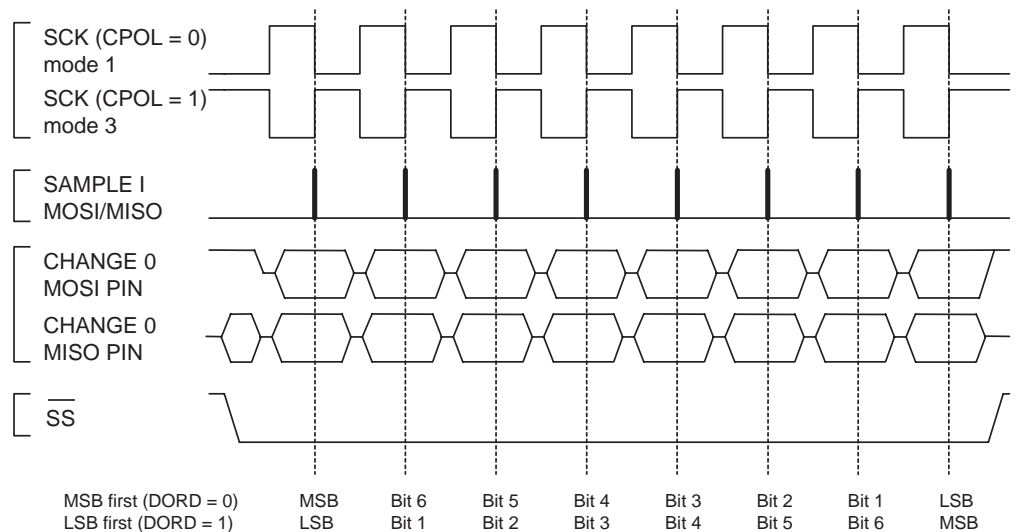 SCK (CPOL = 0)
mode 1
SCK (CPOL = 1)
mode 3
SAMPLE I
MOSI/MISO
CHANGE 0
MOSI PIN
CHANGE 0
MISO PIN
SS
MSB first (DORD = 0) MSB Bit 6 Bit 5 Bit 4 Bit 3 Bit 2 Bit 1 LSB
LSB first (DORD = 1) LSB Bit 1 Bit 2 Bit 3 Bit 4 Bit 5 Bit 6 MSB